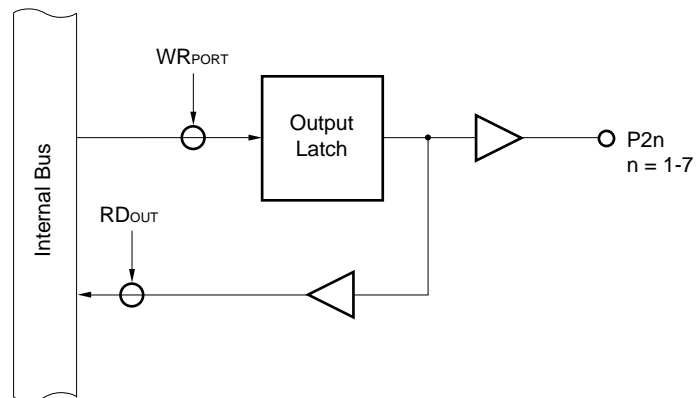 WRPORT
Output
Latch
P2n
n = 1-7
Internal Bus
RDOUT